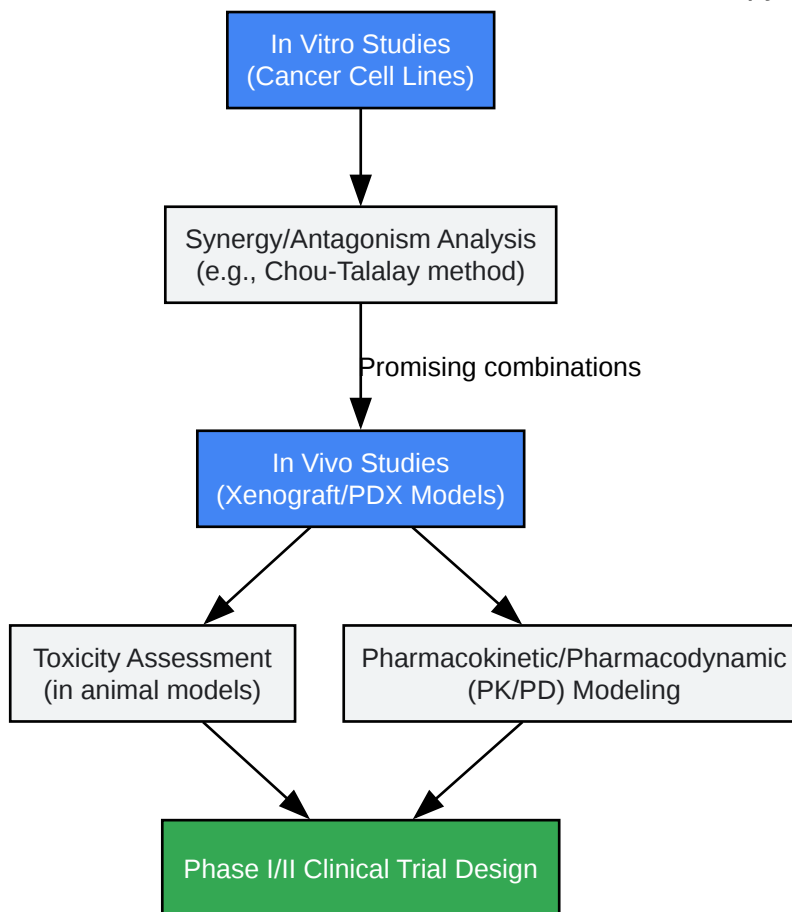 In Vitro Studies
(Cancer Cell Lines)
Synergy/Antagonism Analysis
(e.g., Chou-Talalay method)
Promising combinations
In Vivo Studies
(Xenograft/PDX Models)
Toxicity Assessment
(in animal models)
Pharmacokinetic/Pharmacodynamic
(PK/PD) Modeling
Phase I/II Clinical Trial Design